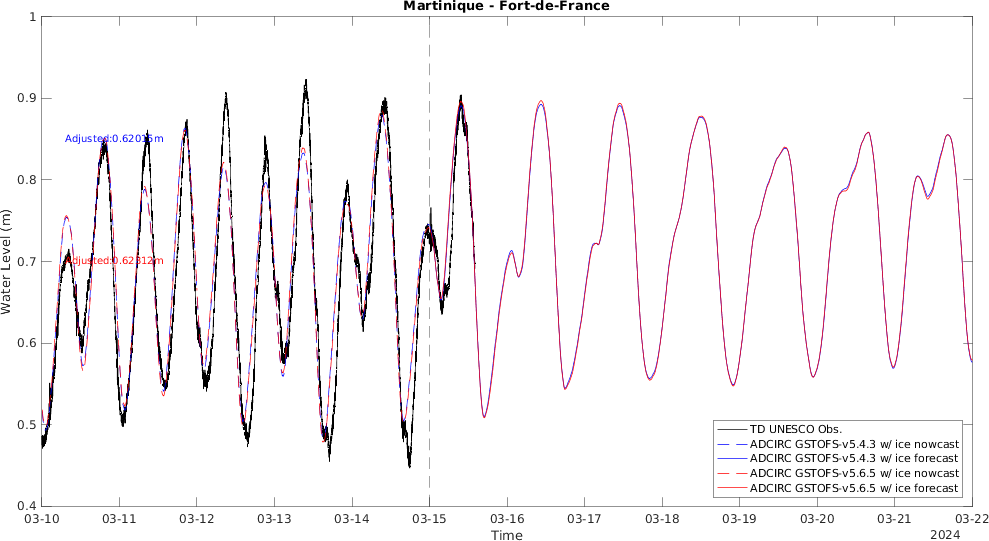 Martinique - Fort-de-France
1
0.9
0.8
0.7
0.6
0.5
0.4
Water Level (m)
Adjusted:0.62015m
Adjusted:0.62312m
TD UNESCO Obs.
ADCIRC GSTOFS-v5.4.3 w/ ice nowcast
ADCIRC GSTOFS-v5.4.3 w/ ice forecast
ADCIRC GSTOFS-v5.6.5 w/ ice nowcast
ADCIRC GSTOFS-v5.6.5 w/ ice forecast
03-10 03-11 03-12 03-13 03-14 03-15 03-16 03-17 03-18 03-19 03-20 03-21 03-22
Time
2024